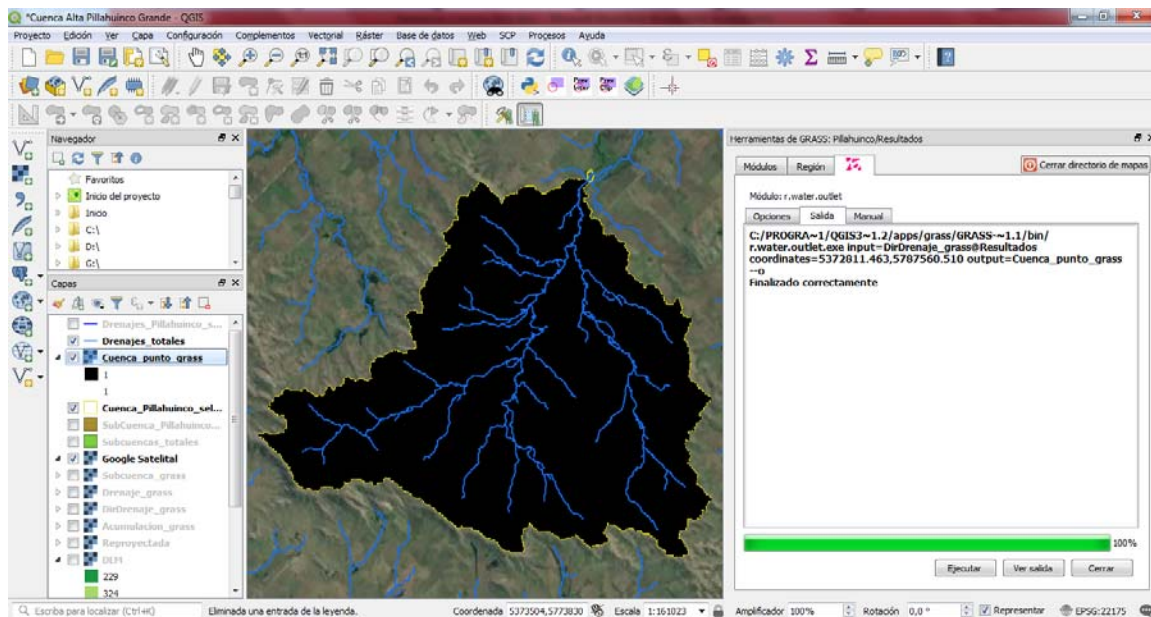 *Cuenca Alta Pillahuinco Grande - QGIS
Proyecto Edición Ver Capa Configuración Complementos Vectorial Ráster Base de datos Web SCP Procesos Ayuda
Navegador
Favoritos
Inicio del proyecto
Inicio
C:\
D:\
G:\
Capas
Drenajes_Pillahuinco_s...
Drenajes_totales
Cuenca_punto_grass
1
1
Cuenca_Pillahuinco_sel...
SubCuenca_Pillahuinco...
Subcuencas_totales
Google Satelital
Subcuenca_grass
Drenaje_grass
DirDrenaje_grass
Acumulacion_grass
Reproyectada
DEM
229
324
Herramientas de GRASS: Pillahuinco/Resultados
Módulos Región
Cerrar directorio de mapas
Módulo: r.water.outlet
Opciones Salida Manual
C:/PROGRA~1/QGIS3~1.2/apps/grass/GRASS-~1.1/bin/
r.water.outlet.exe input=DirDrenaje_grass@Resultados
coordinates=5372811.463,5787560.510 output=Cuenca_punto_grass
--o
Finalizado correctamente
100%
Ejecutar Ver salida Cerrar
Escriba para localizar (Ctrl+K) Eliminada una entrada de la leyenda. Coordenada 5373504,5773830 Escala 1:161023 Amplificador 100% Rotación 0,0 ° Representar EPSG:22175